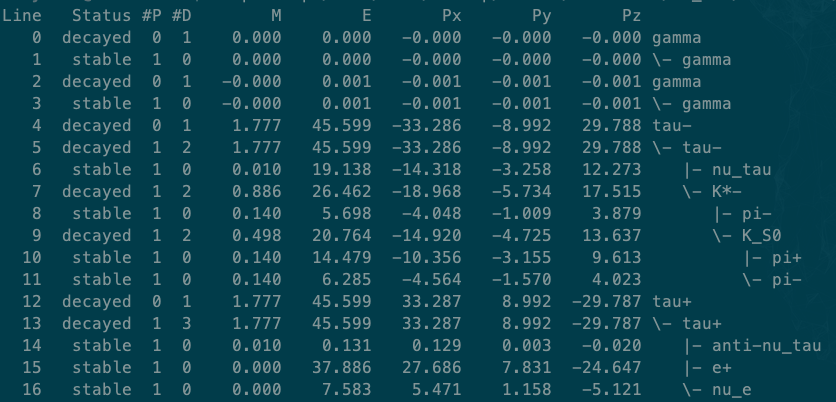 Line Status #P #D M E Px Py Pz
0 decayed 0 1 0.000 0.000 -0.000 -0.000 -0.000 gamma
1 stable 1 0 0.000 0.000 -0.000 -0.000 -0.000 \- gamma
2 decayed 0 1 -0.000 0.001 -0.001 -0.001 -0.001 gamma
3 stable 1 0 -0.000 0.001 -0.001 -0.001 -0.001 \- gamma
4 decayed 0 1 1.777 45.599 -33.286 -8.992 29.788 tau-
5 decayed 1 2 1.777 45.599 -33.286 -8.992 29.788 \- tau-
6 stable 1 0 0.010 19.138 -14.318 -3.258 12.273 |- nu_tau
7 decayed 1 2 0.886 26.462 -18.968 -5.734 17.515 \- K*-
8 stable 1 0 0.140 5.698 -4.048 -1.009 3.879 |- pi-
9 decayed 1 2 0.498 20.764 -14.920 -4.725 13.637 \- K_S0
10 stable 1 0 0.140 14.479 -10.356 -3.155 9.613 |- pi+
11 stable 1 0 0.140 6.285 -4.564 -1.570 4.023 \- pi-
12 decayed 0 1 1.777 45.599 33.287 8.992 -29.787 tau+
13 decayed 1 3 1.777 45.599 33.287 8.992 -29.787 \- tau+
14 stable 1 0 0.010 0.131 0.129 0.003 -0.020 |- anti-nu_tau
15 stable 1 0 0.000 37.886 27.686 7.831 -24.647 |- e+
16 stable 1 0 0.000 7.583 5.471 1.158 -5.121 \- nu_e